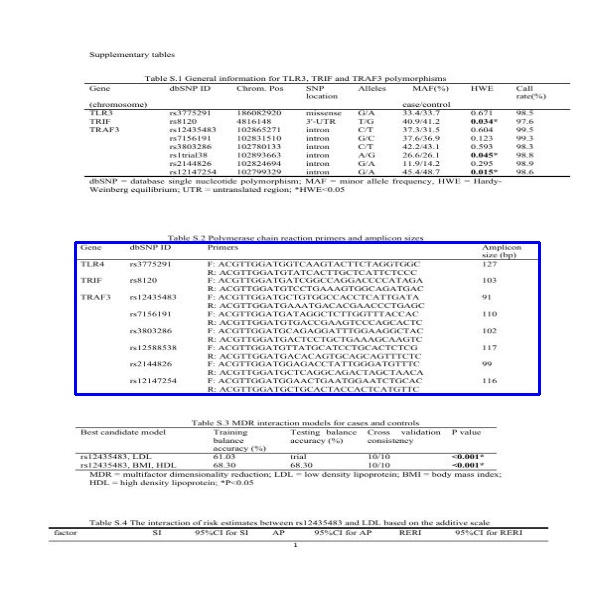 Supplementary tables
Table S.1 General information for TLR3, TRIF and TRAF3 polymorphisms
Gene dbSNP ID Chrom. Pos SNP Alleles MAF(%) HWE Call
location rate(%)
(chromosome) case/control
TLR3 rs3775291 186082920 missense G/A 33.4/33.7 0.671 98.5
TRIF rs8120 4816148 3'-UTR T/G 40.9/41.2 0.034* 97.6
TRAF3 rs12435483 102865271 intron C/T 37.3/31.5 0.604 99.5
rs7156191 102831510 intron G/C 37.6/36.9 0.123 99.3
rs3803286 102780133 intron C/T 42.2/43.1 0.593 98.3
rs1trial38 102893663 intron A/G 26.6/26.1 0.045* 98.8
rs2144826 102824694 intron G/A 11.9/14.2 0.295 98.9
rs12147254 102799329 intron G/A 45.4/48.7 0.015* 98.6
dbSNP = database single nucleotide polymorphism; MAF = minor allele frequency, HWE = Hardy-
Weinberg equilibrium; UTR = untranslated region; *HWE<0.05
Table S.2 Polymerase chain reaction primers and amplicon sizes
Gene dbSNP ID Primers Amplicon
size (bp)
TLR4 rs3775291 F: ACGTTGGATGGTCAAGTACTTCTAGGTGGC 127
R: ACGTTGGATGTATCACTTGCTCATTCTCCC
TRIF rs8120 F: ACGTTGGATGATCGGCCAGGACCCCATAGA 103
R: ACGTTGGATGTCCTGAAAGTGGCAGATGAC
TRAF3 rs12435483 F: ACGTTGGATGCTGTGGCCACCTCATTGATA 91
R: ACGTTGGATGAAATGACACGAACCCTGAGC
rs7156191 F: ACGTTGGATGATAGGCTCTTGGTTTACCAC 110
R: ACGTTGGATGTGACCGAAGTCCCAGCACTC
rs3803286 F: ACGTTGGATGCAGAGGATTTGGAAGGCTAC 102
R: ACGTTGGATGACTCCTGCTGAAAGCAAGTC
rs12588538 F: ACGTTGGATGTTATGCATCCTGCACTCTCG 117
R: ACGTTGGATGACACAGTGCAGCAGTTTCTC
rs2144826 F: ACGTTGGATGGAGACCTATTGGGATGTTTC 99
R: ACGTTGGATGCTCAGGCAGACTAGCTAACA
rs12147254 F: ACGTTGGATGGAACTGAATGGAATCTGCAC 116
R: ACGTTGGATGCTGCACTACCACTCATGTTC
Table S.3 MDR interaction models for cases and controls
Best candidate model Training Testing balance Cross validation P value
balance accuracy (%) consistency
accuracy (%)
rs12435483, LDL 61.03 trial 10/10 <0.001*
rs12435483, BMI, HDL 68.30 68.30 10/10 <0.001*
MDR = multifactor dimensionality reduction; LDL = low density lipoprotein; BMI = body mass index;
HDL = high density lipoprotein; *P<0.05
Table S.4 The interaction of risk estimates between rs12435483 and LDL based on the additive scale
factor SI 95%CI for SI AP 95%CI for AP RERI 95%CI for RERI
1